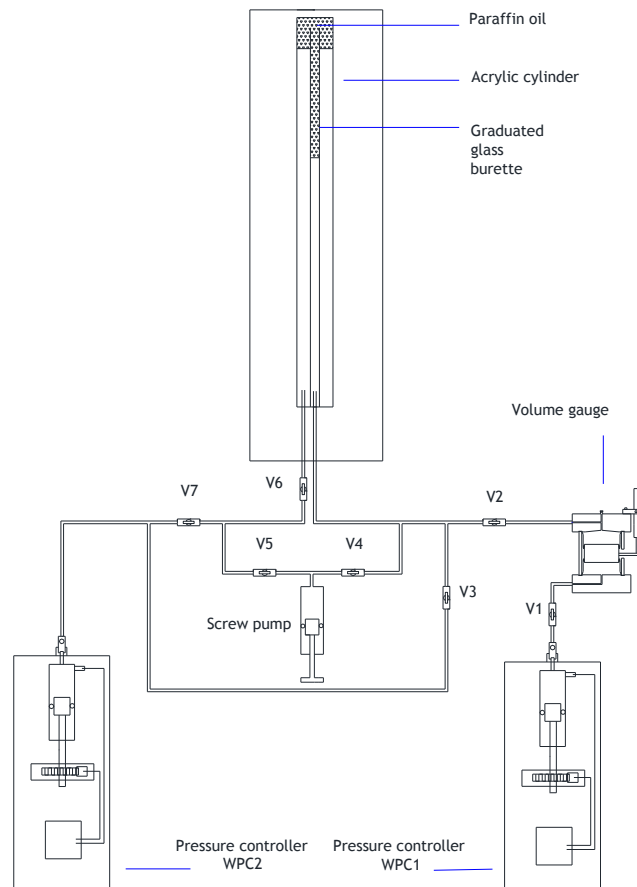 Paraffin oil
Acrylic cylinder
Graduated
glass
burette
Volume gauge
V6
V7
V2
V5
V4
V3
V1
Screw pump
Pressure controller
WPC2
Pressure controller
WPC1